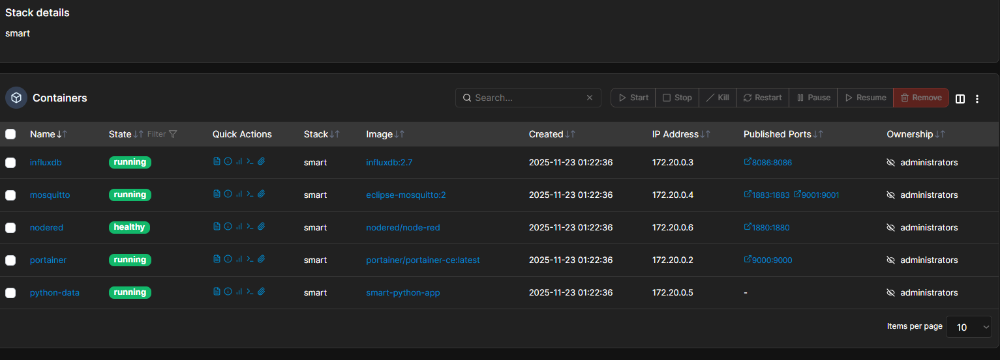 Stack details
smart
Containers Search... Start Stop Kill Restart Pause Resume Remove
Name State Filter Quick Actions Stack Image Created IP Address Published Ports Ownership
influxdb running smart influxdb:2.7 2025-11-23 01:22:36 172.20.0.3 8086:8086 administrators
mosquitto running smart eclipse-mosquitto:2 2025-11-23 01:22:36 172.20.0.4 1883:1883 9001:9001 administrators
nodered healthy smart nodered/node-red 2025-11-23 01:22:36 172.20.0.6 1880:1880 administrators
portainer running smart portainer/portainer-ce:latest 2025-11-23 01:22:36 172.20.0.2 9000:9000 administrators
python-data running smart smart-python-app 2025-11-23 01:22:36 172.20.0.5 - administrators
Items per page 10